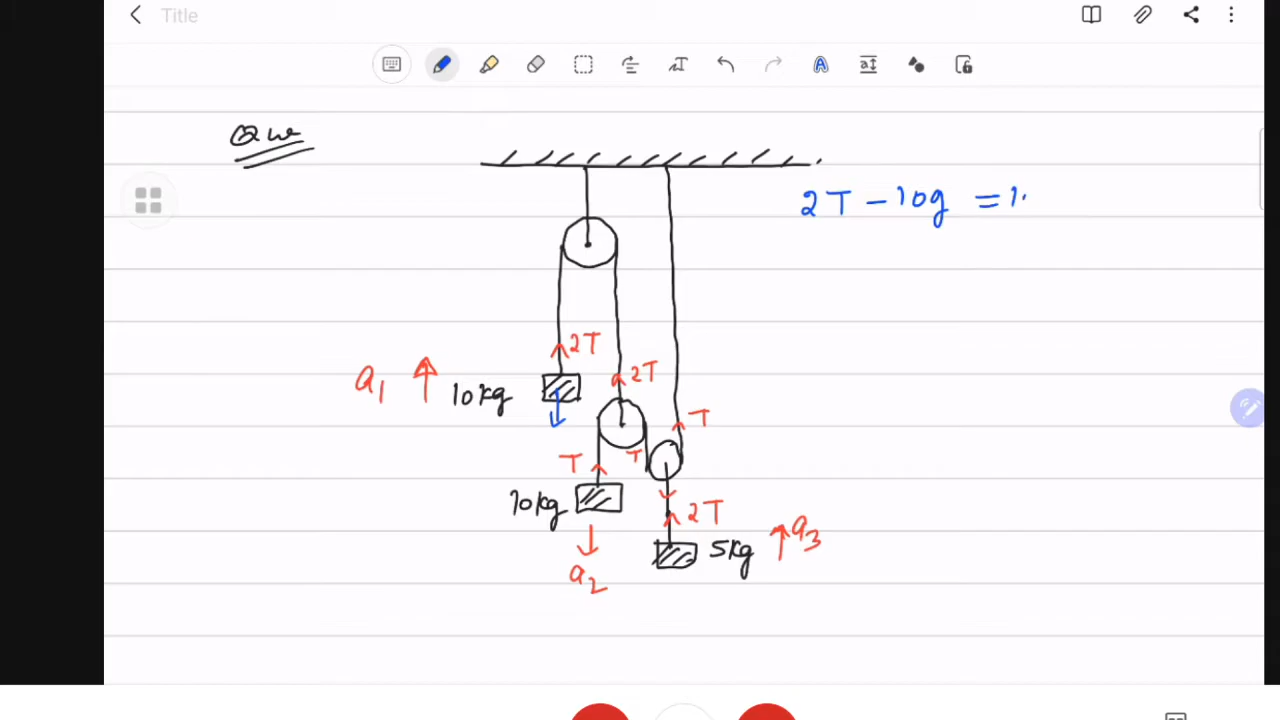 Title
Que
2T - 10g = 1
2T
2T
a1 10kg
T
T T
10kg
2T
5kg a3
a2